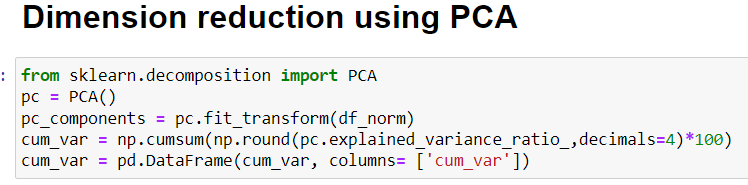 Dimension reduction using PCA
: from sklearn.decomposition import PCA
pc = PCA()
pc_components = pc.fit_transform(df_norm)
cum_var = np.cumsum(np.round(pc.explained_variance_ratio_,decimals=4)*100)
cum_var = pd.DataFrame(cum_var, columns= ['cum_var'])